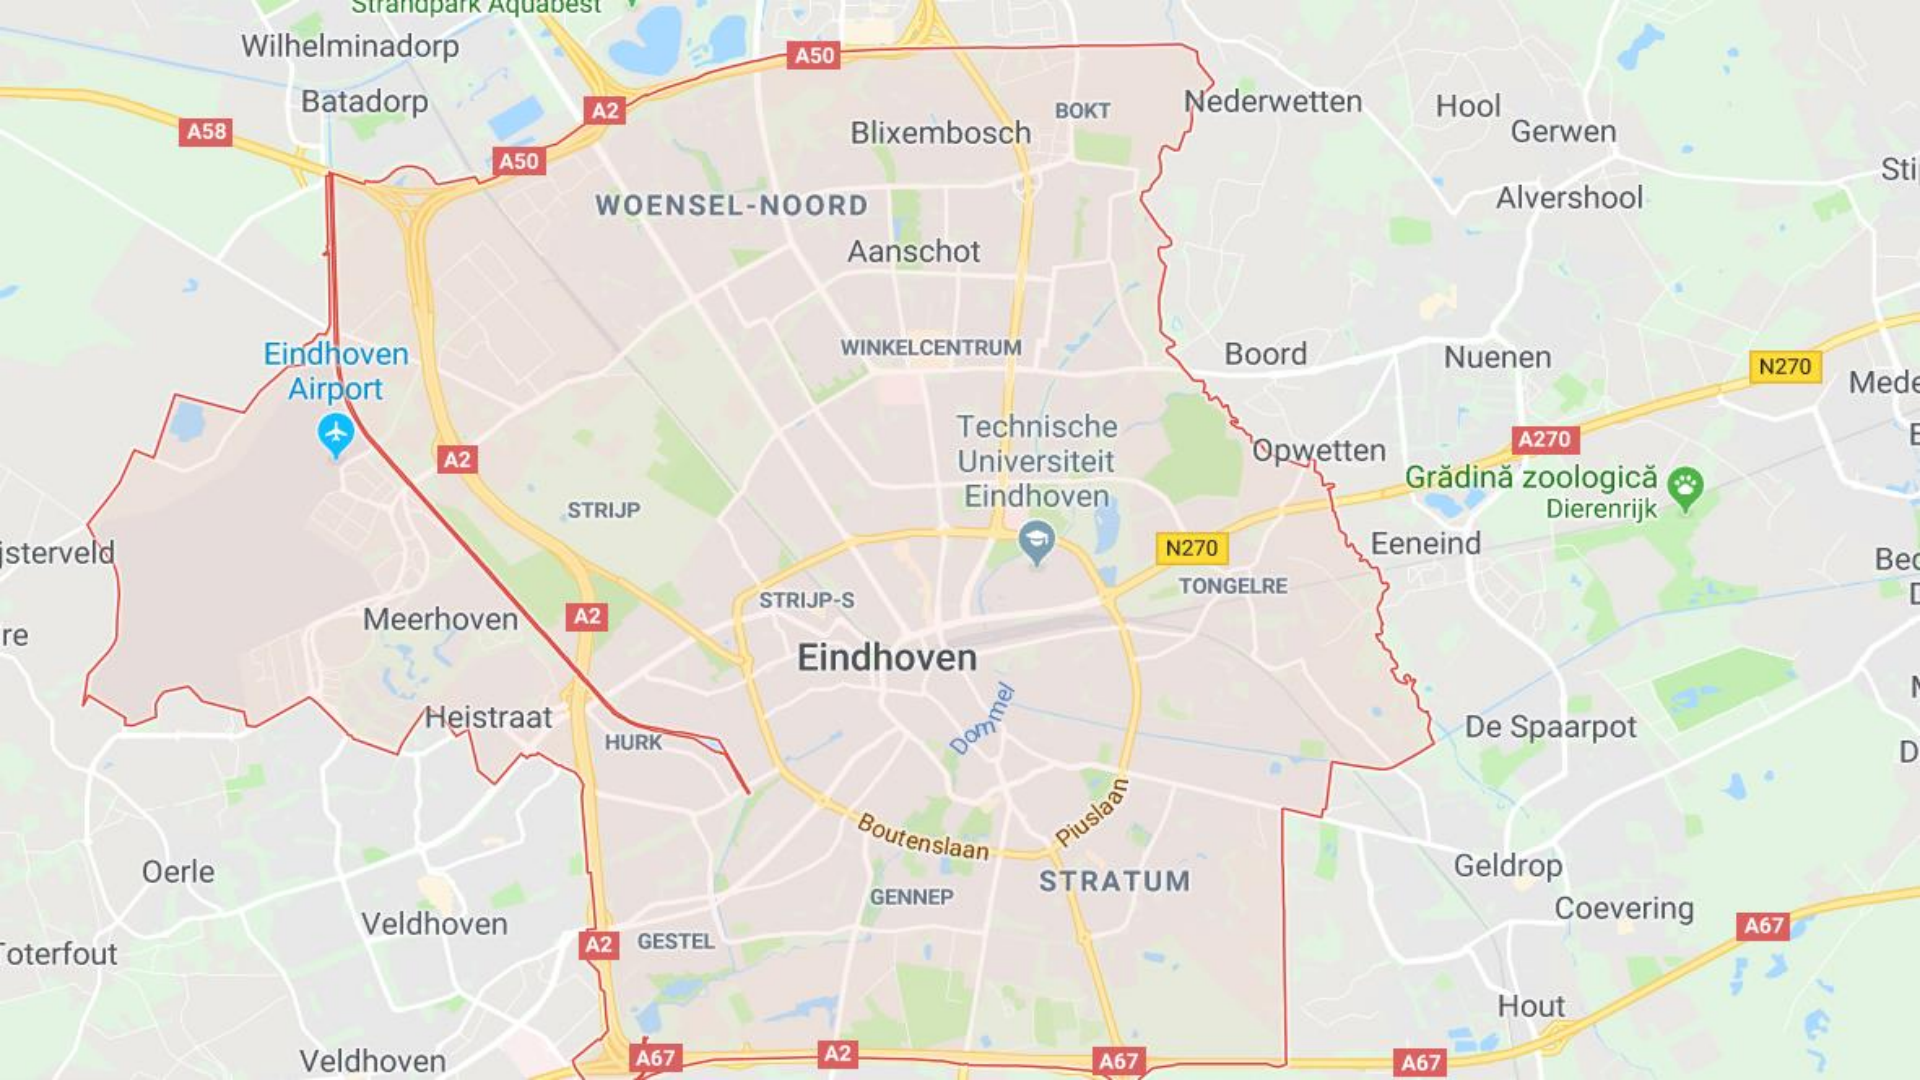 Strandpark Aquabest
Wilhelminadorp
A50
Batadorp
A2
BOKT
Nederwetten
Hool
A58
Blixembosch
Gerwen
A50
WOENSEL-NOORD
Alvershool
Aanschot
Eindhoven
Airport
WINKELCENTRUM
Boord
Nuenen
N270
Technische
Universiteit
Eindhoven
A2
Opwetten
A270
Grădină zoologică
Dierenrijk
STRIJP
N270
Eeneind
jsterveld
TONGELRE
STRIJP-S
Meerhoven
A2
re
Eindhoven
Dommel
Heistraat
HURK
De Spaarpot
Boutenslaan
Piuslaan
Oerle
STRATUM
Geldrop
GENNEP
Coevering
Veldhoven
A67
A2
GESTEL
Toterfout
Hout
Veldhoven
A67
A2
A67
A67